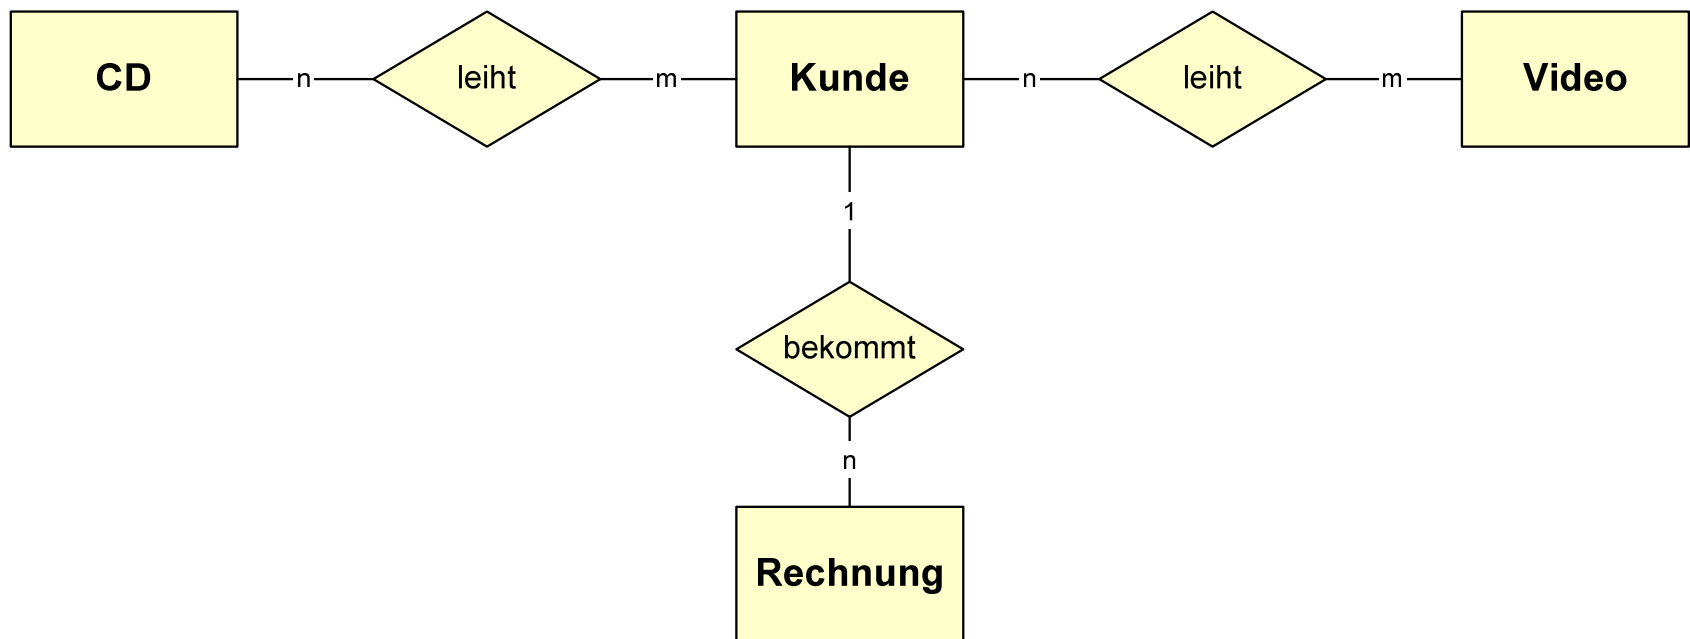 CD n leiht m Kunde n leiht m Video
1
bekommt
n
Rechnung